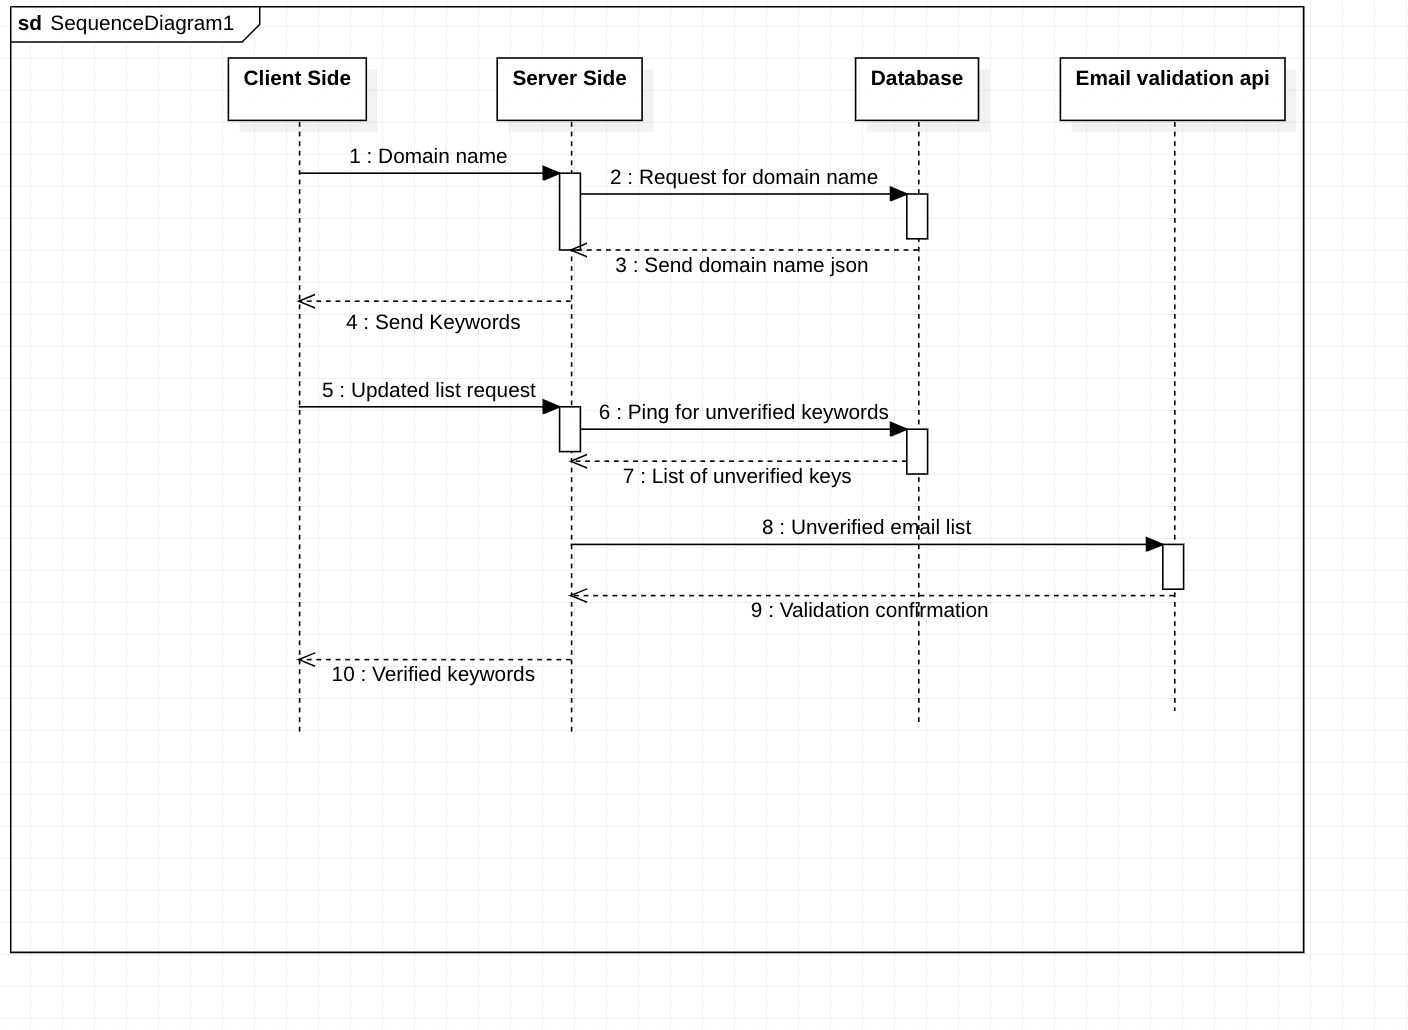 sd SequenceDiagram1
Client Side
Server Side
Database
Email validation api
1 : Domain name
2 : Request for domain name
3 : Send domain name json
4 : Send Keywords
5 : Updated list request
6 : Ping for unverified keywords
7 : List of unverified keys
8 : Unverified email list
9 : Validation confirmation
10 : Verified keywords